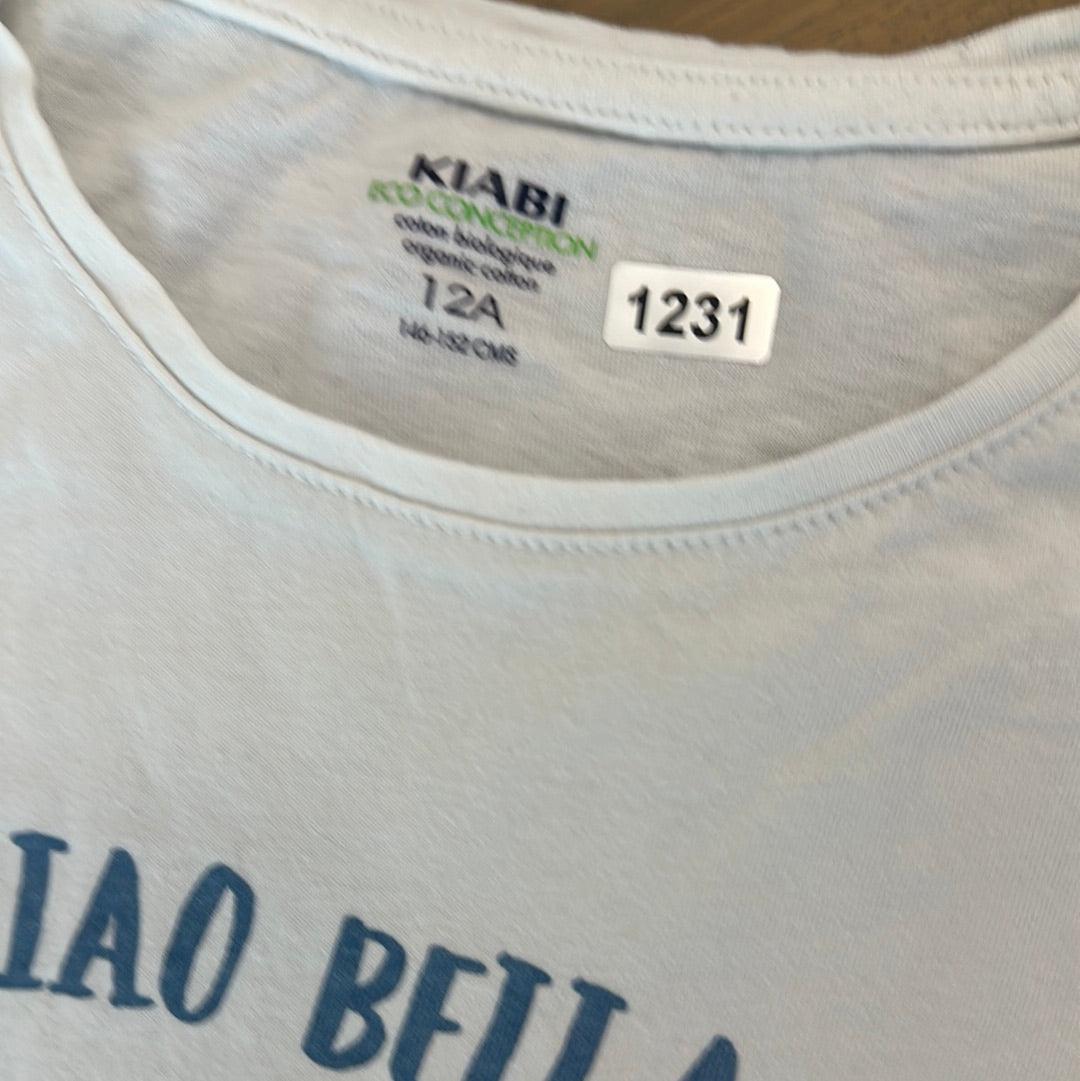 KIABI
ECO CONCEPTION
coton biologique
organic cotton
12A
146-152 CMS
1231
IAO BELLA